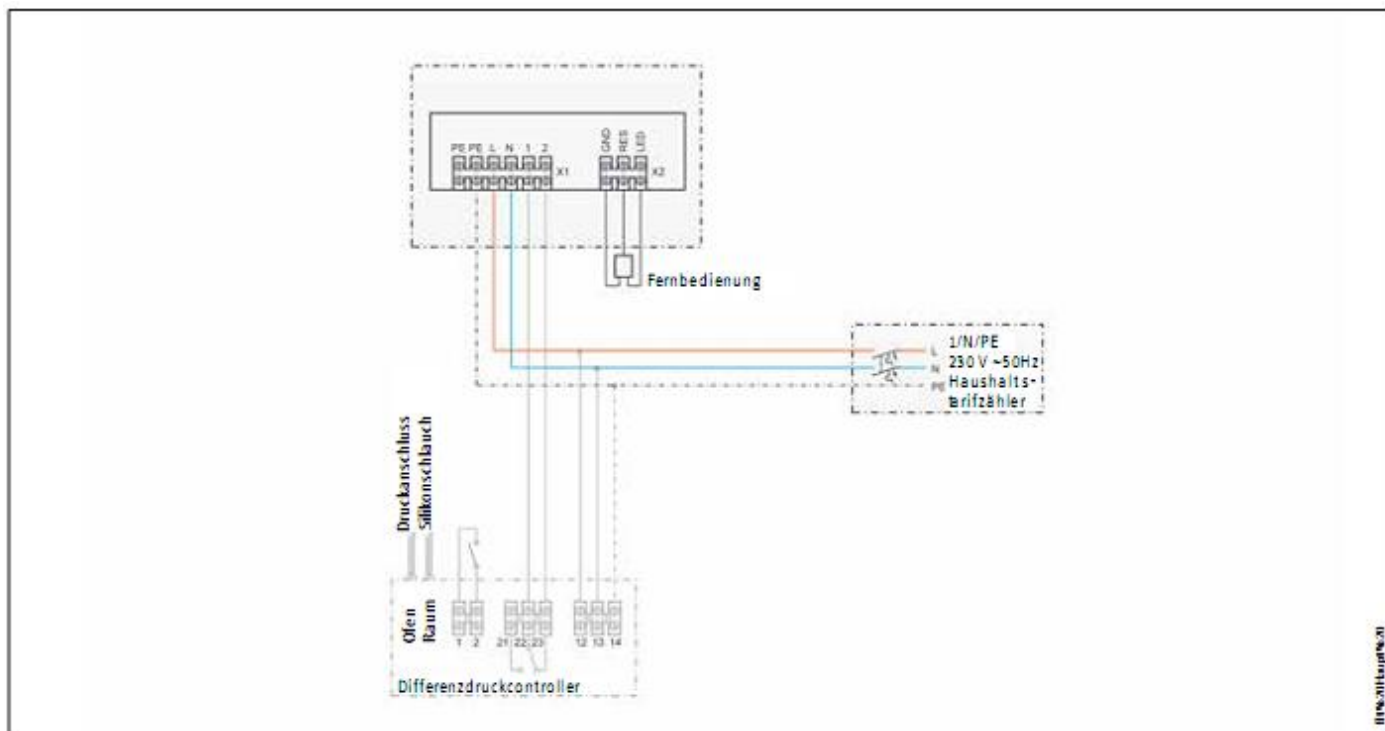 PE PE L N 1 2
X1
GND RES LED
X2
Fernbedienung
L
N
PE
1/N/PE
230 V ~50Hz
Haushalts-
tarifzähler
Druckanschluss
Silikonschlauch
Ofen
Raum
1 2
21 22 23
12 13 14
Differenzdruckcontroller